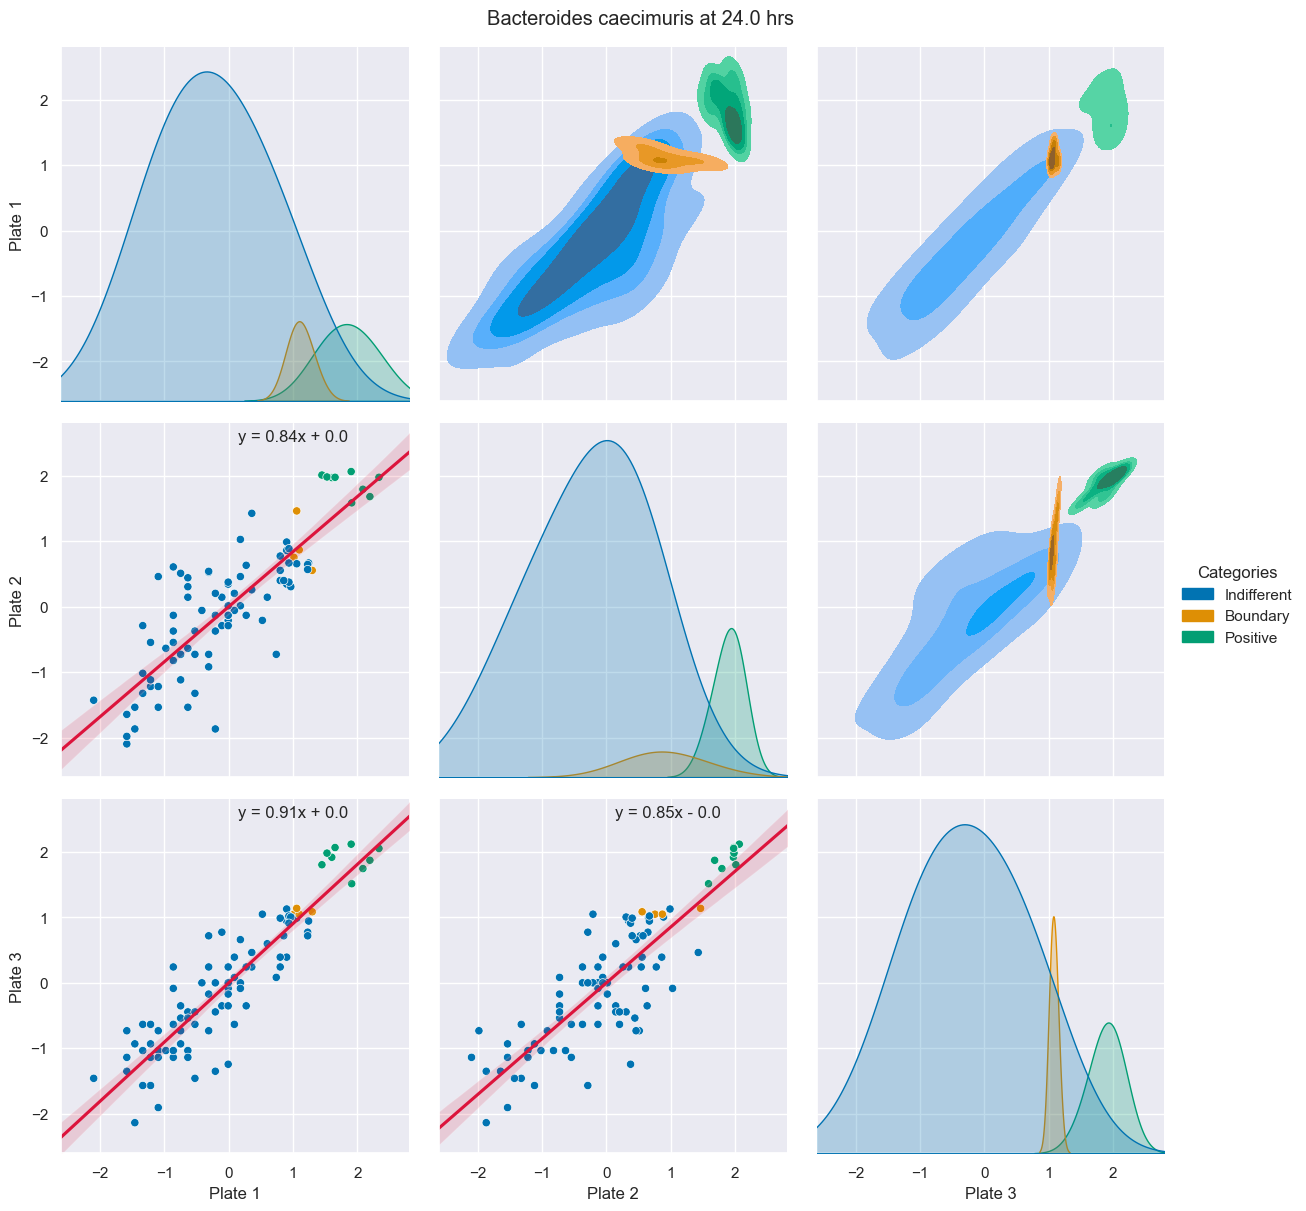 Bacteroides caecimuris at 24.0 hrs
Plate 1
2
1
0
−1
−2
y = 0.84x + 0.0
Plate 2
2
1
0
−1
−2
Categories
Indifferent
Boundary
Positive
y = 0.91x + 0.0
y = 0.85x - 0.0
Plate 3
2
1
0
−1
−2
−2 −1 0 1 2
−2 −1 0 1 2
−2 −1 0 1 2
Plate 1
Plate 2
Plate 3